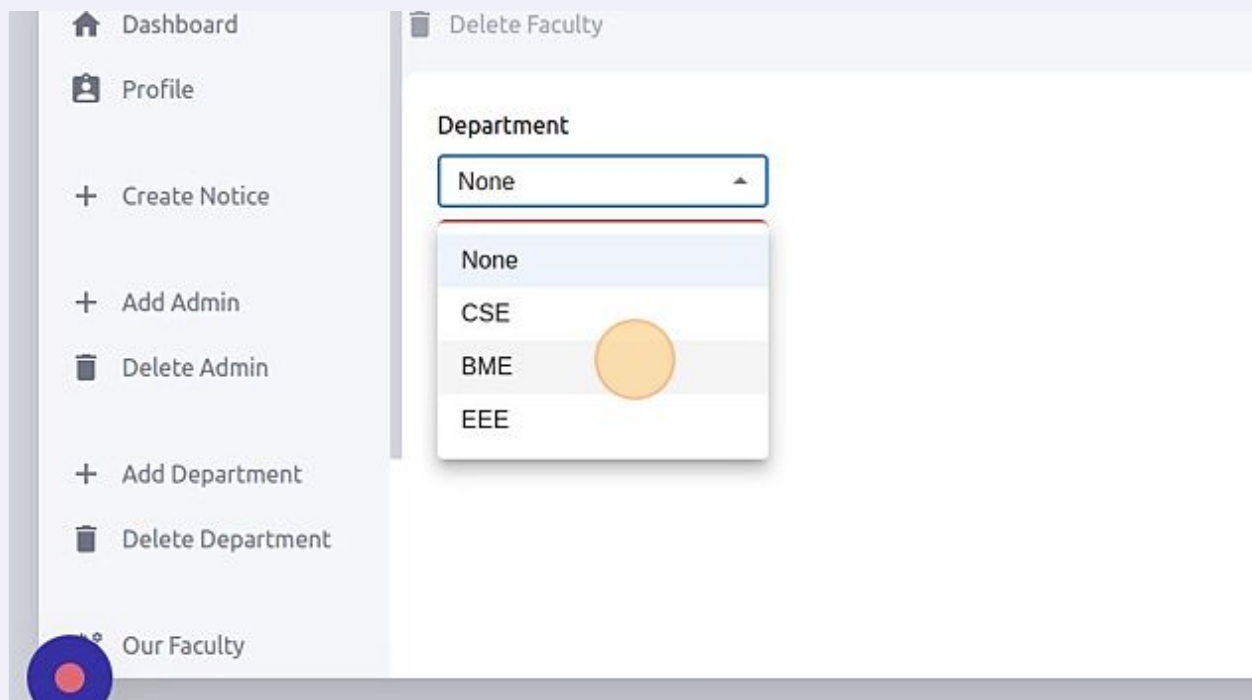 Dashboard
Profile
+ Create Notice
+ Add Admin
Delete Admin
+ Add Department
Delete Department
Our Faculty
Delete Faculty
Department
None
None
CSE
BME
EEE